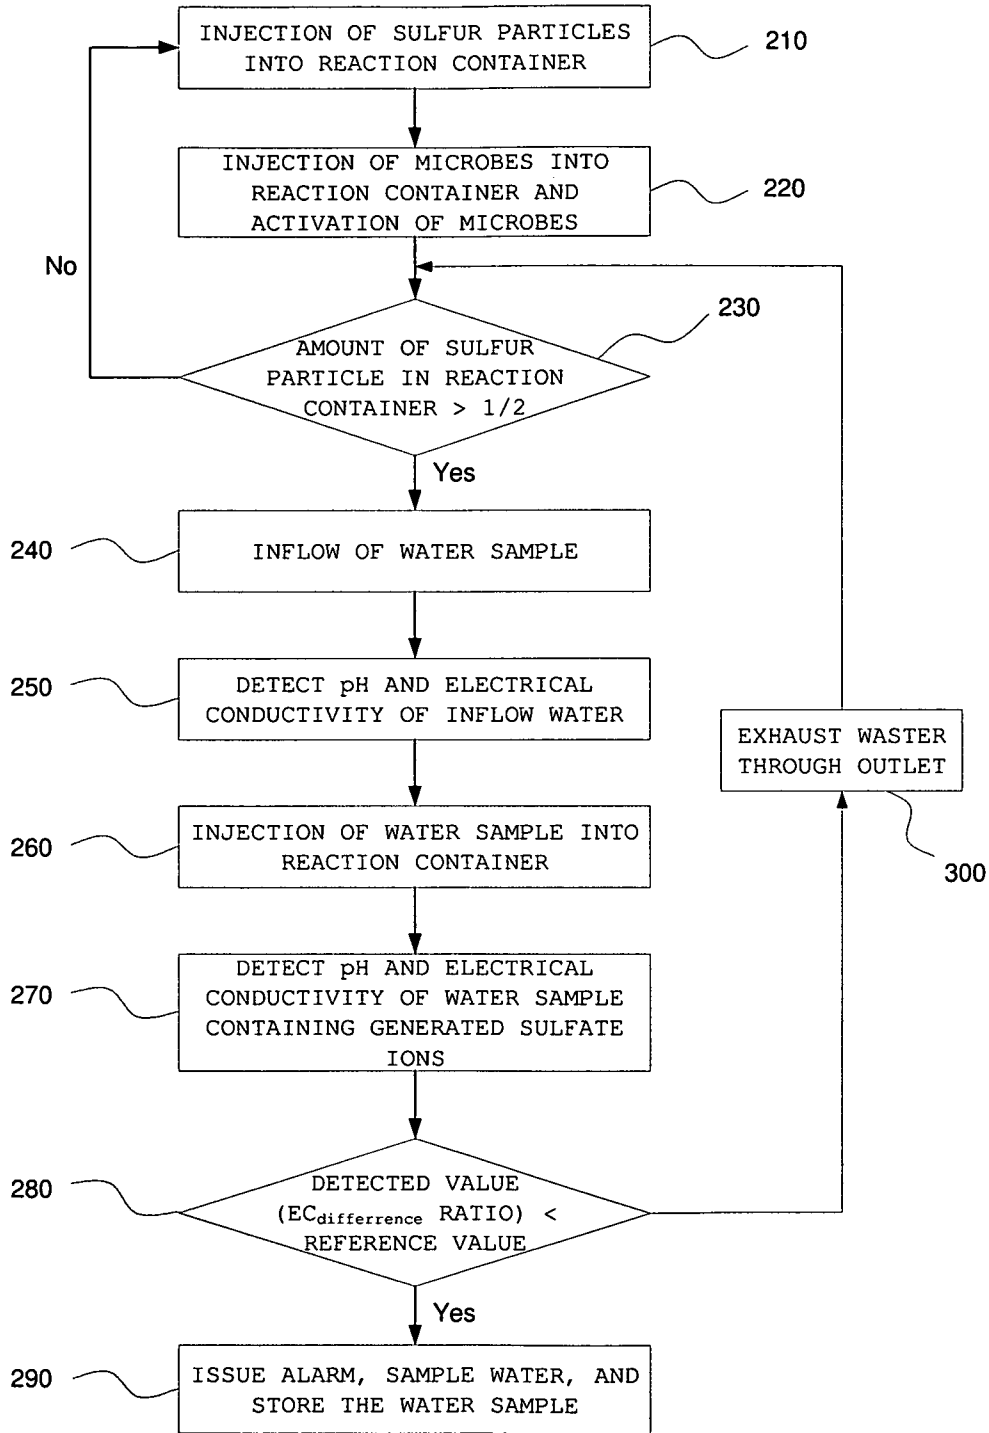 INJECTION OF SULFUR PARTICLES
INTO REACTION CONTAINER
210
INJECTION OF MICROBES INTO
REACTION CONTAINER AND
ACTIVATION OF MICROBES
220
No
230
AMOUNT OF SULFUR
PARTICLE IN REACTION
CONTAINER > 1/2
Yes
240
INFLOW OF WATER SAMPLE
250
DETECT pH AND ELECTRICAL
CONDUCTIVITY OF INFLOW WATER
EXHAUST WASTER
THROUGH OUTLET
300
260
INJECTION OF WATER SAMPLE INTO
REACTION CONTAINER
270
DETECT pH AND ELECTRICAL
CONDUCTIVITY OF WATER SAMPLE
CONTAINING GENERATED SULFATE
IONS
280
DETECTED VALUE
(ECdifferrence RATIO) <
REFERENCE VALUE
Yes
290
ISSUE ALARM, SAMPLE WATER, AND
STORE THE WATER SAMPLE